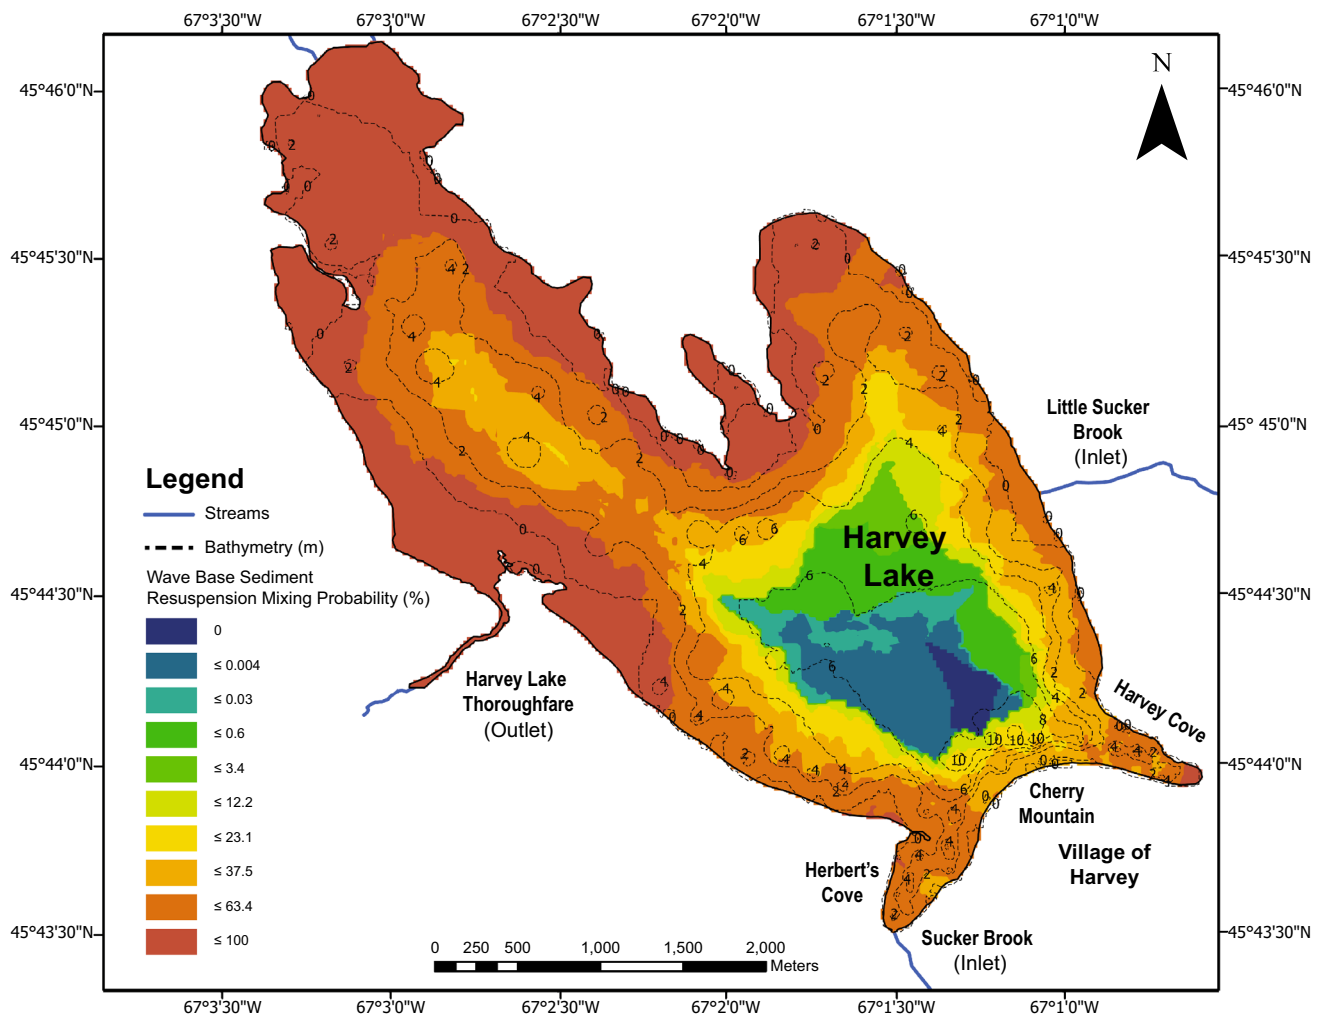 67°3'30"W 67°3'0"W 67°2'30"W 67°2'0"W 67°1'30"W 67°1'0"W
N
45°46'0"N 45°46'0"N
45°45'30"N 45°45'30"N
45°45'0"N 45° 45'0"N
45°44'30"N 45°44'30"N
45°44'0"N 45°44'0"N
45°43'30"N 45°43'30"N
Little Sucker
Brook
(Inlet)
Harvey
Lake
Legend
Streams
Bathymetry (m)
Wave Base Sediment
Resuspension Mixing Probability (%)
0
≤ 0.004
≤ 0.03
≤ 0.6
≤ 3.4
≤ 12.2
≤ 23.1
≤ 37.5
≤ 63.4
≤ 100
Harvey Lake
Thoroughfare
(Outlet)
Harvey Cove
Cherry
Mountain
Village of
Harvey
Herbert's
Cove
Sucker Brook
(Inlet)
0 250 500 1,000 1,500 2,000
Meters
67°3'30"W 67°3'0"W 67°2'30"W 67°2'0"W 67°1'30"W 67°1'0"W